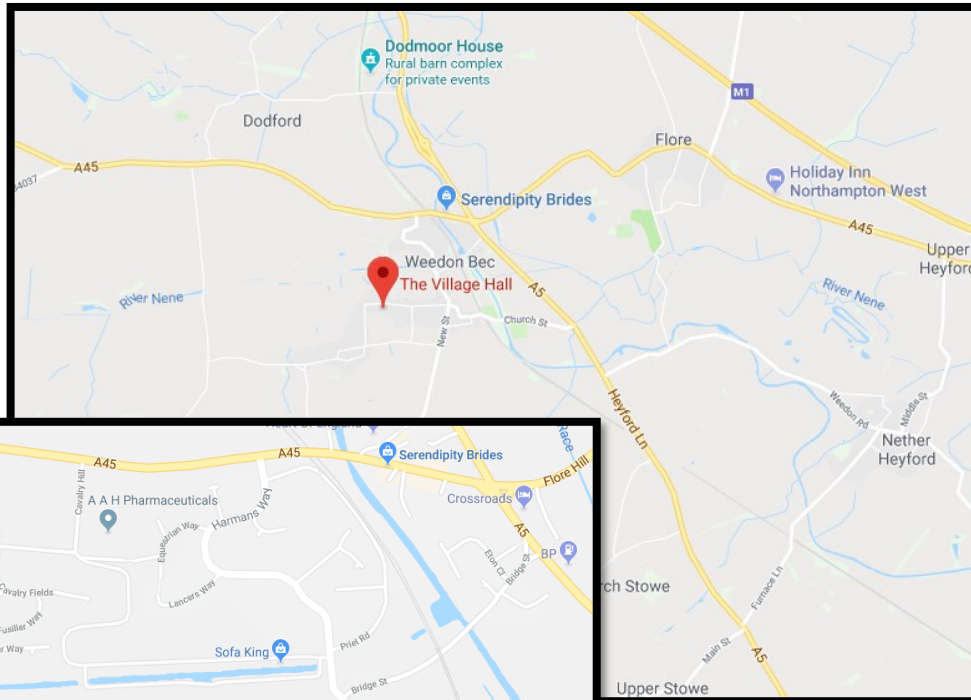 Dodmoor House
Rural barn complex
for private events
M1
Dodford
Flore
A45
Holiday Inn
Northampton West
Serendipity Brides
A45
Upper
Heyford
Weedon Bec
The Village Hall
A5
River Nene
River Nene
New St
Church St
Heyford Ln
Weedon Rd
Middle St
Nether
Heyford
Furnace Ln
Main St
A5
Upper Stowe
rch Stowe
A45
A45
Serendipity Brides
Race
Flore Hill
Crossroads
A5
BP
Cavalry Hill
A A H Pharmaceuticals
Harmans Way
Equestrian Way
Lancers Way
Eton Ct
Bridge St
Cavalry Fields
Fusilier Way
r Way
Sofa King
Priel Rd
Bridge St